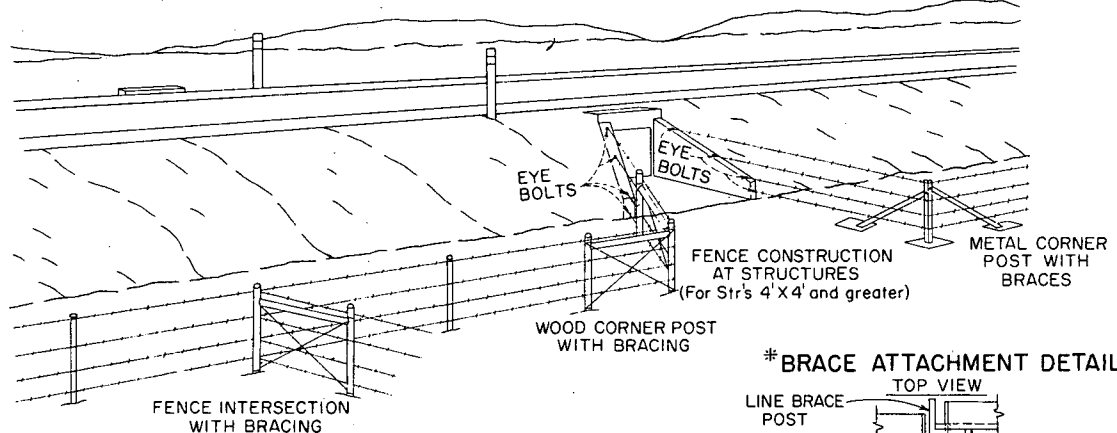 EYE
BOLTS
EYE
BOLTS
FENCE CONSTRUCTION
AT STRUCTURES
(For Str's 4'X4' and greater)
METAL CORNER
POST WITH
BRACES
WOOD CORNER POST
WITH BRACING
FENCE INTERSECTION
WITH BRACING
*BRACE ATTACHMENT DETAIL
TOP VIEW
LINE BRACE
POST